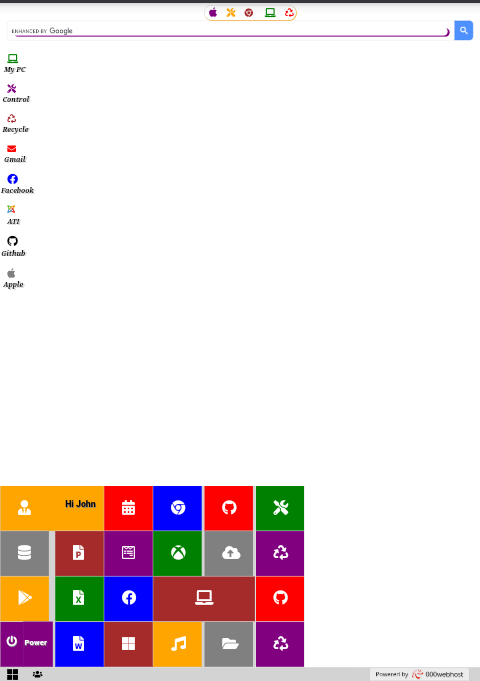 ENHANCED BY Google
My PC
Control
Recycle
Gmail
Facebook
ATI
Github
Apple
Hi John
P
X
Power
W
Powered by 000webhost